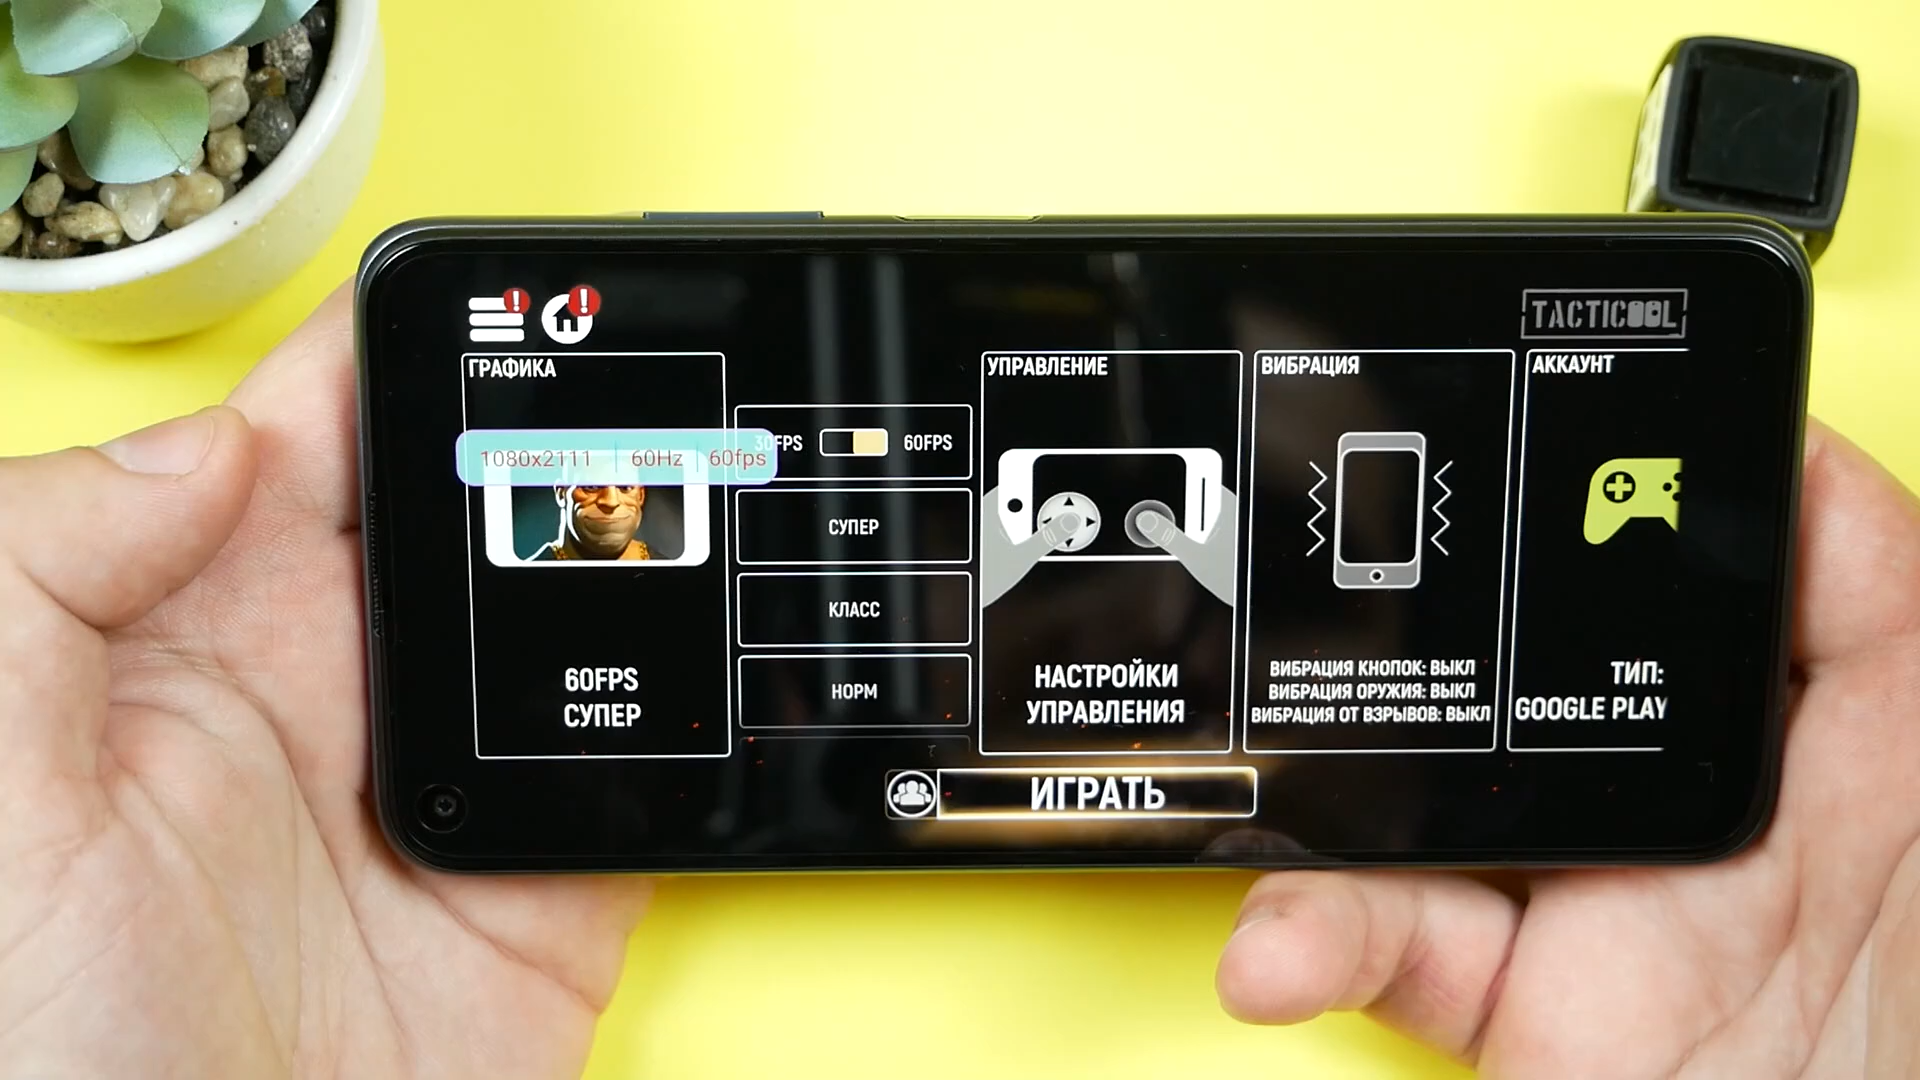 TACTICOOL
ГРАФИКА
1080x2111 60Hz 60fps
60FPS
СУПЕР
30FPS 60FPS
СУПЕР
КЛАСС
НОРМ
УПРАВЛЕНИЕ
НАСТРОЙКИ
УПРАВЛЕНИЯ
ВИБРАЦИЯ
ВИБРАЦИЯ КНОПОК: ВЫКЛ
ВИБРАЦИЯ ОРУЖИЯ: ВЫКЛ
ВИБРАЦИЯ ОТ ВЗРЫВОВ: ВЫКЛ
АККАУНТ
ТИП:
GOOGLE PLAY
ИГРАТЬ